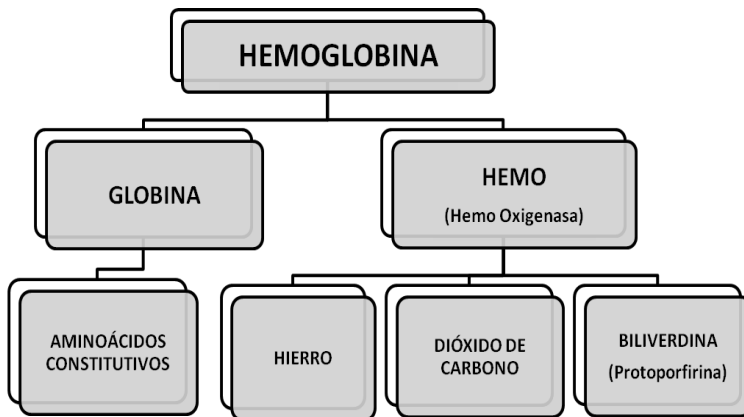 HEMOGLOBINA
GLOBINA
HEMO
(Hemo Oxigenasa)
AMINOÁCIDOS
CONSTITUTIVOS
HIERRO
DIÓXIDO DE
CARBONO
BILIVERDINA
(Protoporfirina)